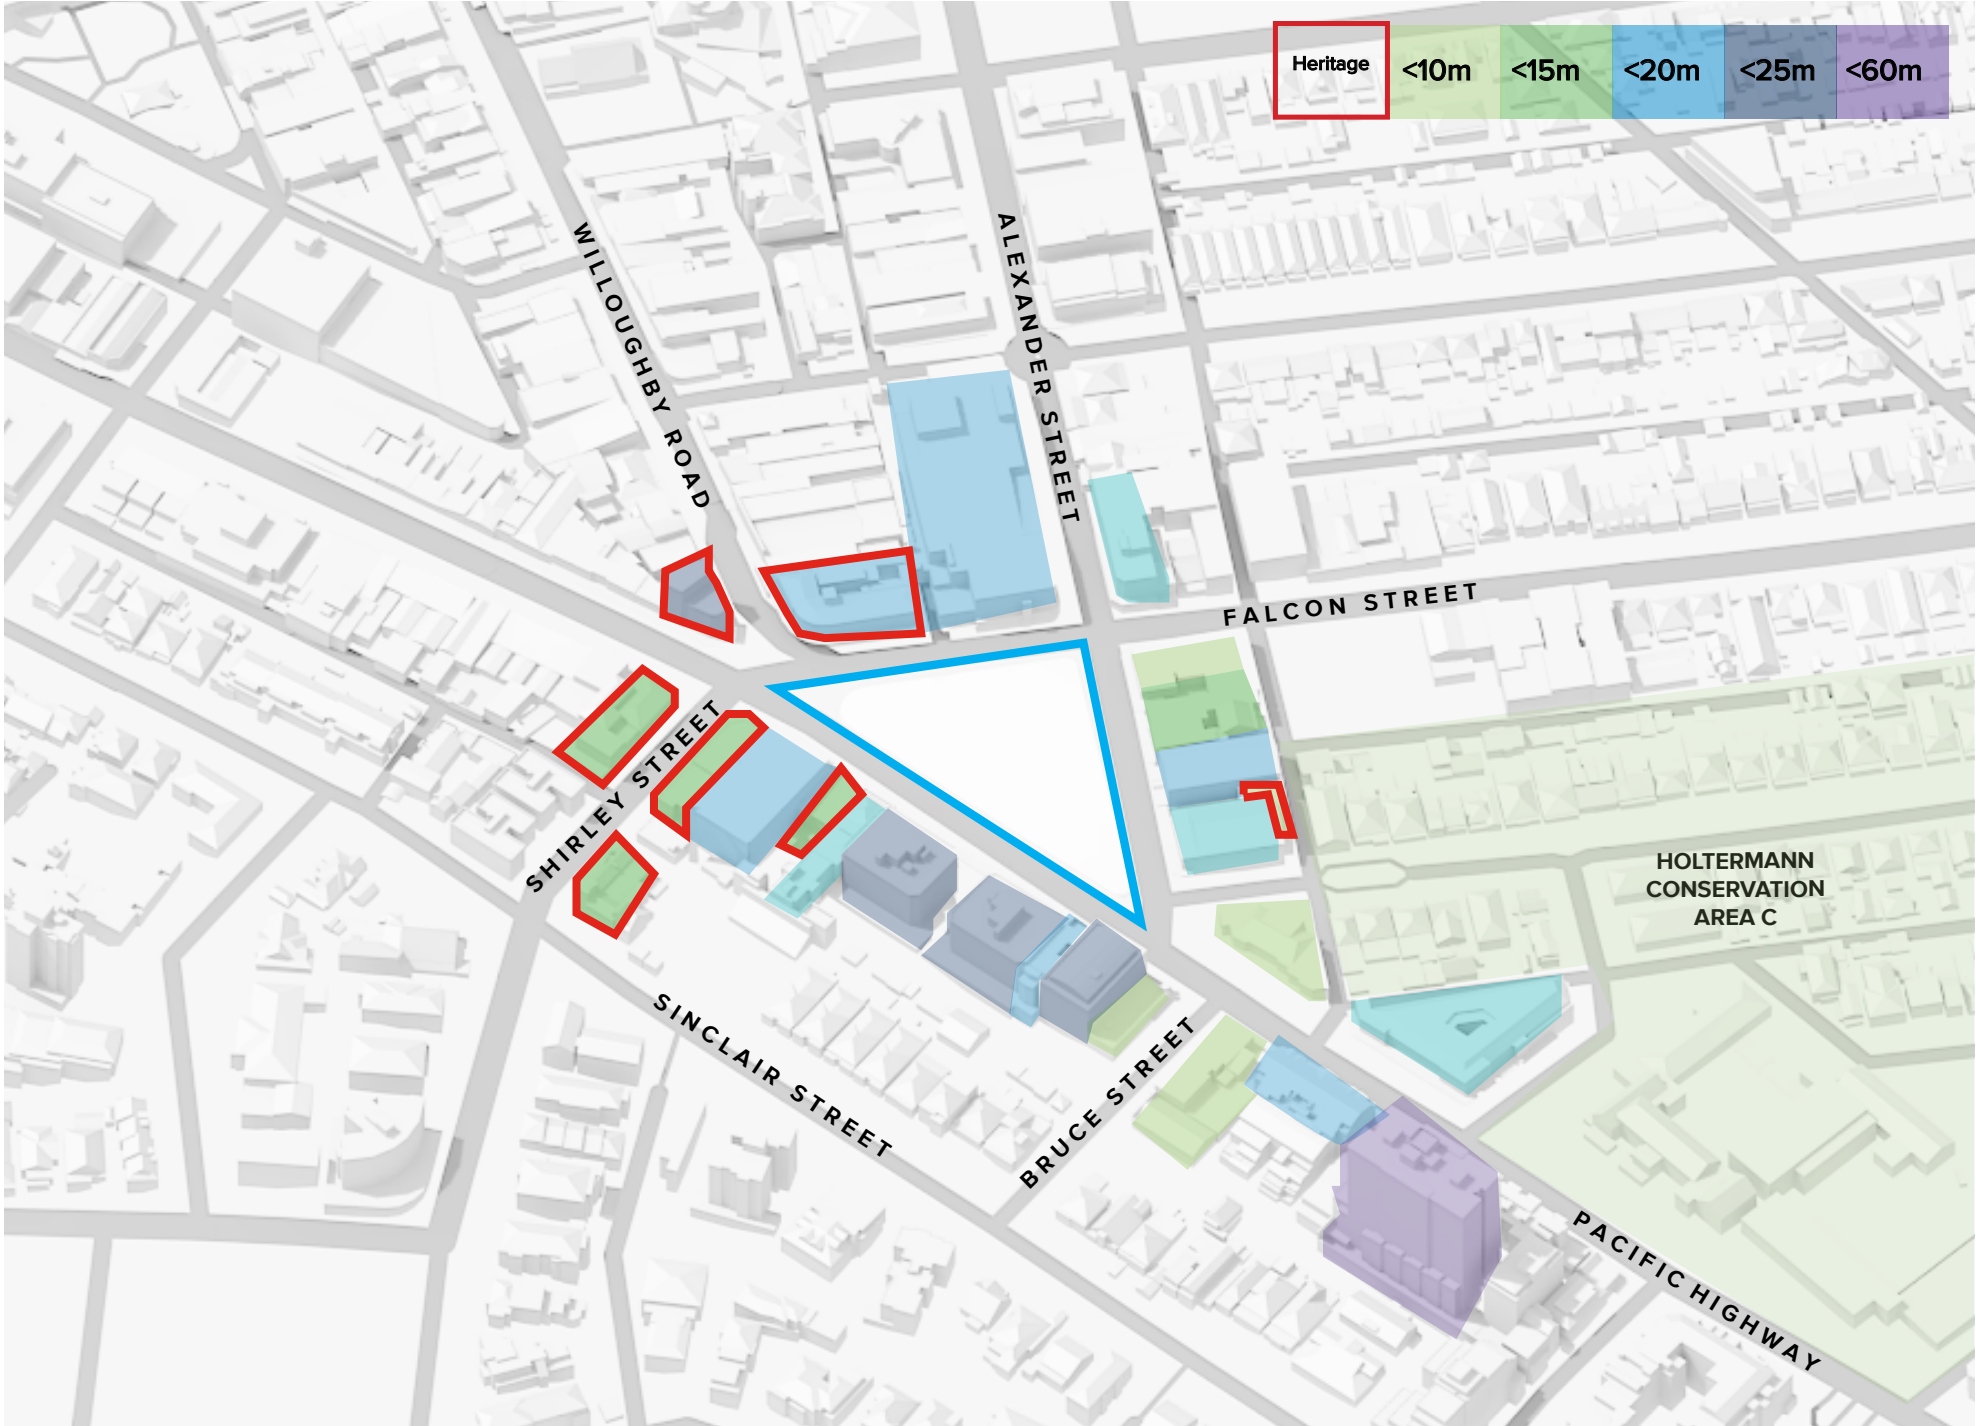 Heritage
<10m
<15m
<20m
<25m
<60m
WILLOUGHBY ROAD
ALEXANDER STREET
FALCON STREET
SHIRLEY STREET
HOLTERMANN
CONSERVATION
AREA C
SINCLAIR STREET
BRUCE STREET
PACIFIC HIGHWAY